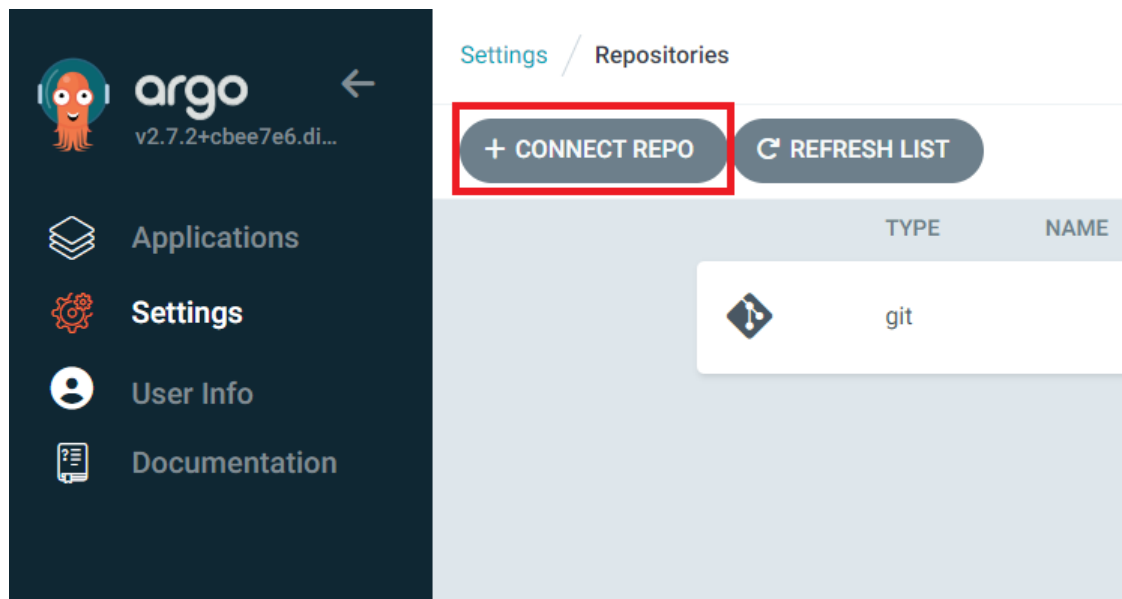 argo
v2.7.2+cbee7e6.di...
Applications
Settings
User Info
Documentation
Settings / Repositories
+ CONNECT REPO
REFRESH LIST
TYPE NAME
git